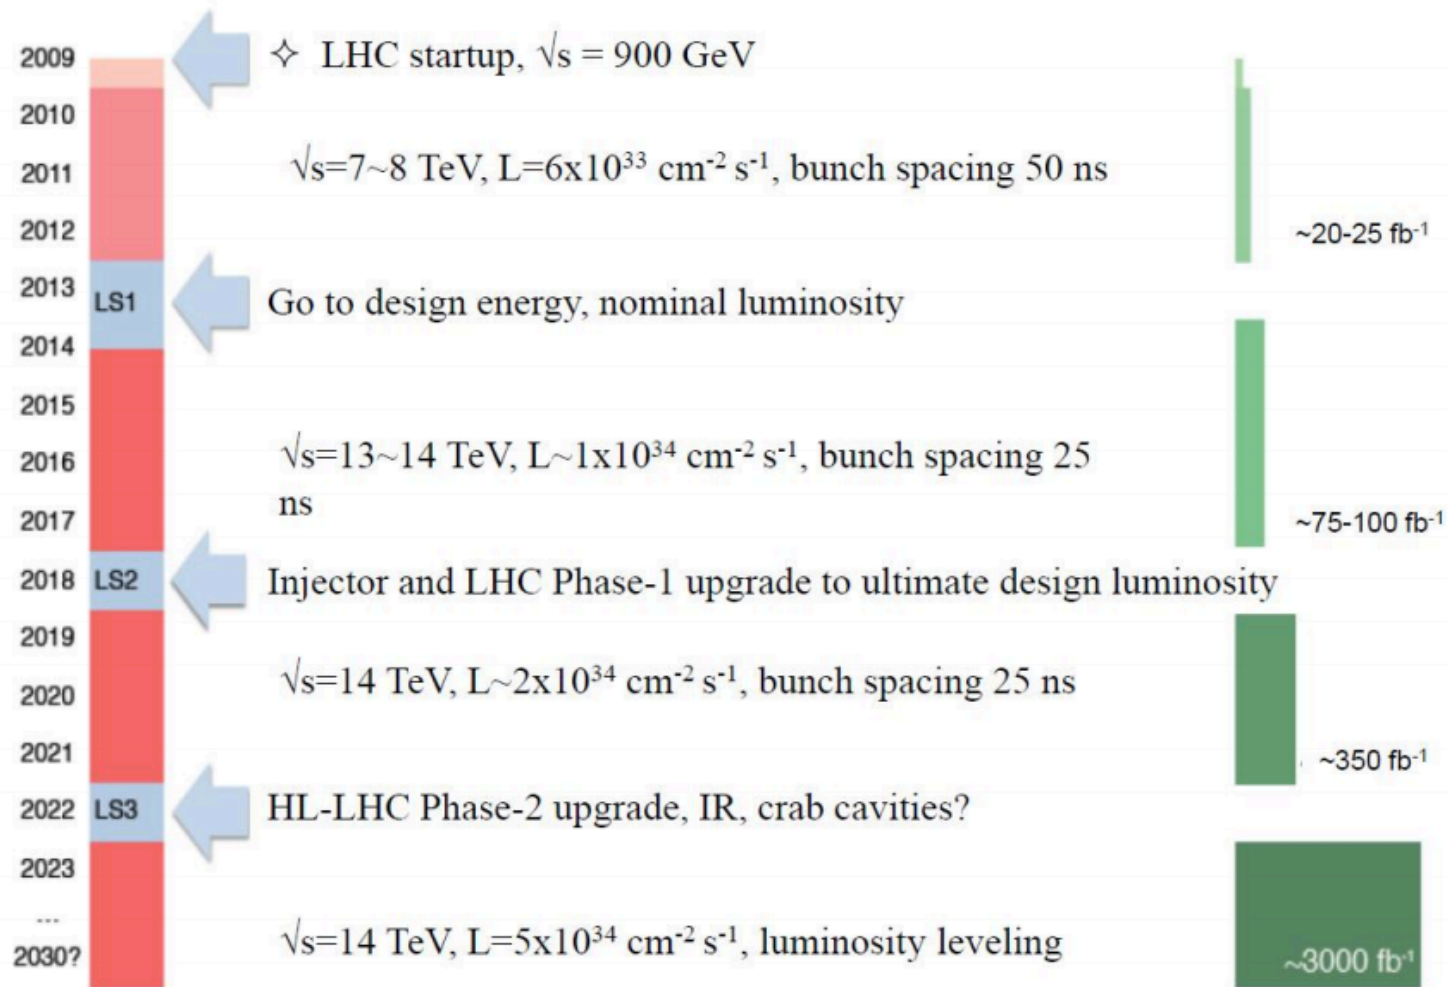 2009
✧ LHC startup, √s = 900 GeV
2010
√s=7~8 TeV, L=6x10³³ cm⁻² s⁻¹, bunch spacing 50 ns
2011
2012
~20-25 fb⁻¹
2013
LS1
Go to design energy, nominal luminosity
2014
2015
√s=13~14 TeV, L~1x10³⁴ cm⁻² s⁻¹, bunch spacing 25
ns
2016
2017
~75-100 fb⁻¹
2018
LS2
Injector and LHC Phase-1 upgrade to ultimate design luminosity
2019
√s=14 TeV, L~2x10³⁴ cm⁻² s⁻¹, bunch spacing 25 ns
2020
2021
~350 fb⁻¹
2022
LS3
HL-LHC Phase-2 upgrade, IR, crab cavities?
2023
...
√s=14 TeV, L=5x10³⁴ cm⁻² s⁻¹, luminosity leveling
2030?
~3000 fb⁻¹